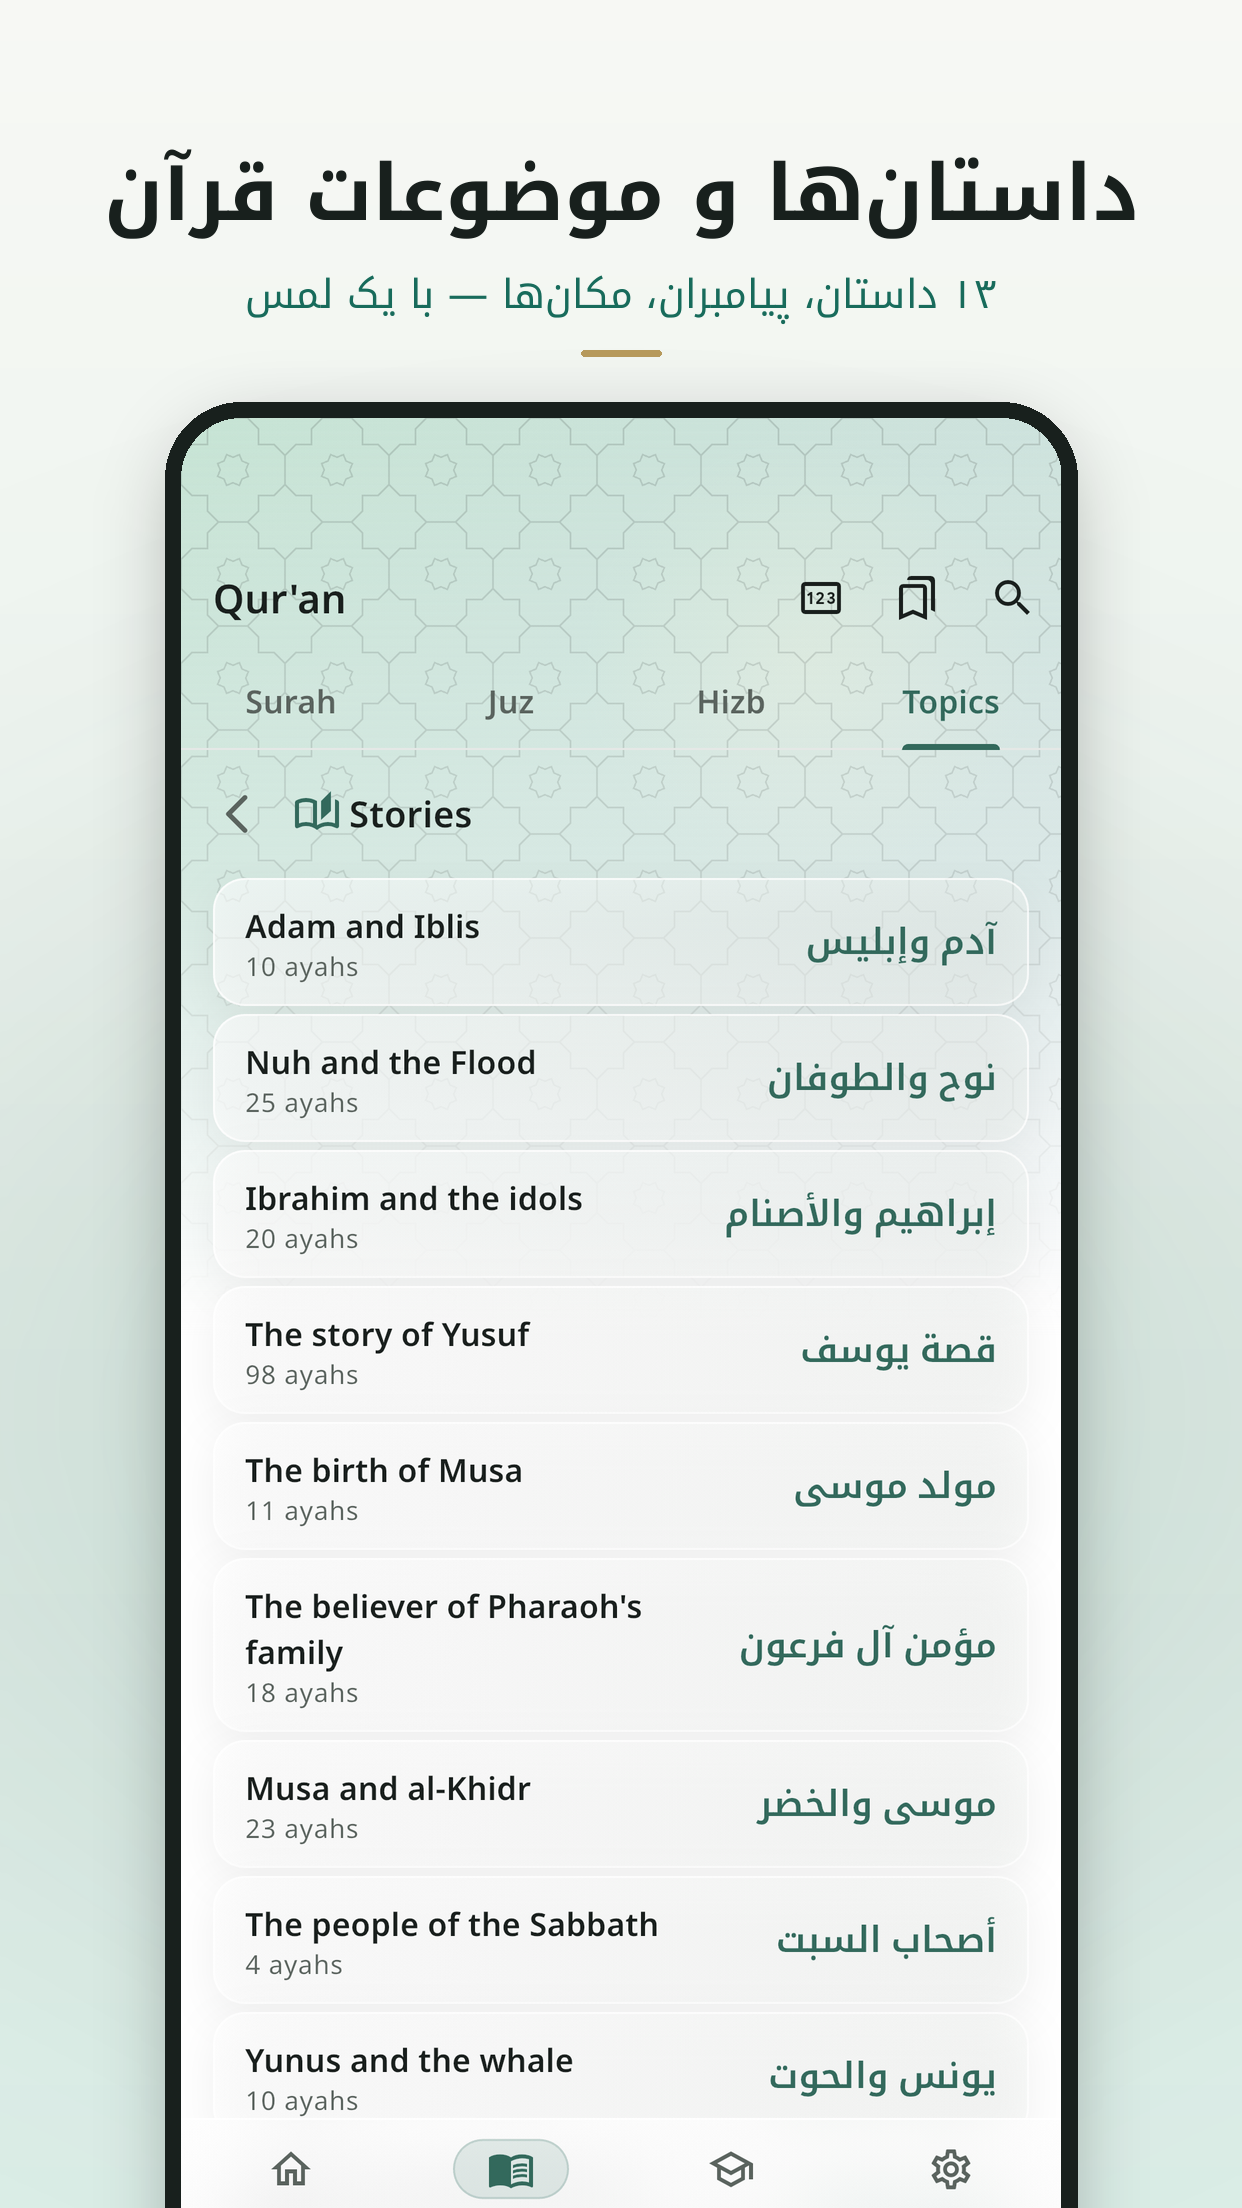 داستان‌ها و موضوعات قرآن
۱۳ داستان، پیامبران، مکان‌ها — با یک لمس
Qur'an
123
Surah Juz Hizb Topics
Stories
Adam and Iblis
آدم وإبليس
10 ayahs
Nuh and the Flood
نوح والطوفان
25 ayahs
Ibrahim and the idols
إبراهيم والأصنام
20 ayahs
The story of Yusuf
قصة يوسف
98 ayahs
The birth of Musa
مولد موسى
11 ayahs
The believer of Pharaoh's
family
مؤمن آل فرعون
18 ayahs
Musa and al-Khidr
موسى والخضر
23 ayahs
The people of the Sabbath
أصحاب السبت
4 ayahs
Yunus and the whale
يونس والحوت
10 ayahs